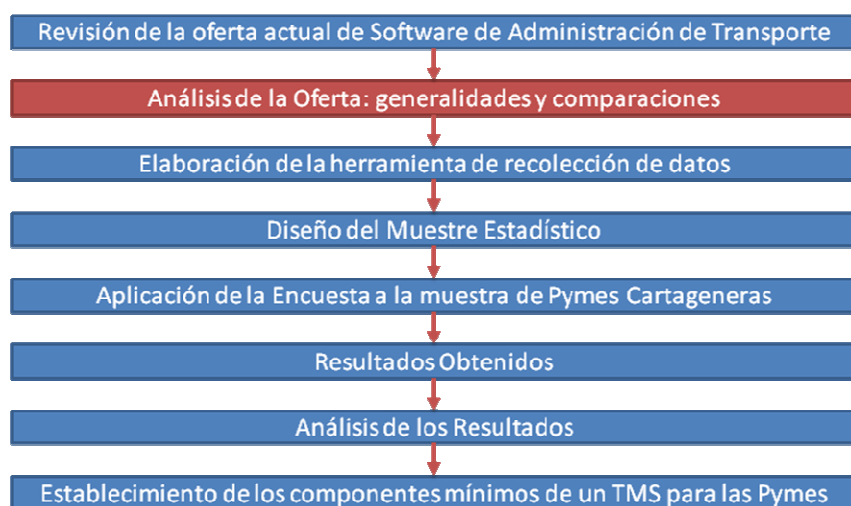 Revisión de la oferta actual de Software de Administración de Transporte
Análisis de la Oferta: generalidades y comparaciones
Elaboración de la herramienta de recolección de datos
Diseño del Muestre Estadístico
Aplicación de la Encuesta a la muestra de Pymes Cartageneras
Resultados Obtenidos
Análisis de los Resultados
Establecimiento de los componentes mínimos de un TMS para las Pymes